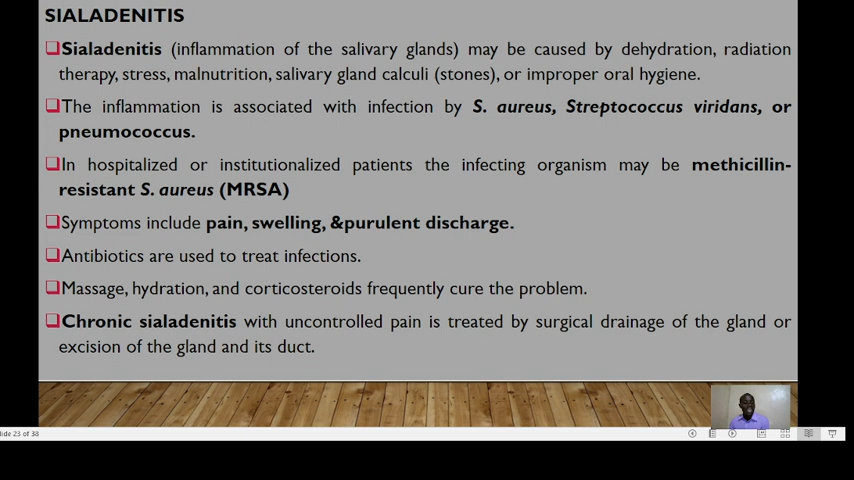 SIALADENITIS
❑Sialadenitis (inflammation of the salivary glands) may be caused by dehydration, radiation
therapy, stress, malnutrition, salivary gland calculi (stones), or improper oral hygiene.
❑The inflammation is associated with infection by S. aureus, Streptococcus viridans, or
pneumococcus.
❑In hospitalized or institutionalized patients the infecting organism may be methicillin-
resistant S. aureus (MRSA)
❑Symptoms include pain, swelling, &purulent discharge.
❑Antibiotics are used to treat infections.
❑Massage, hydration, and corticosteroids frequently cure the problem.
❑Chronic sialadenitis with uncontrolled pain is treated by surgical drainage of the gland or
excision of the gland and its duct.
lide 23 of 38